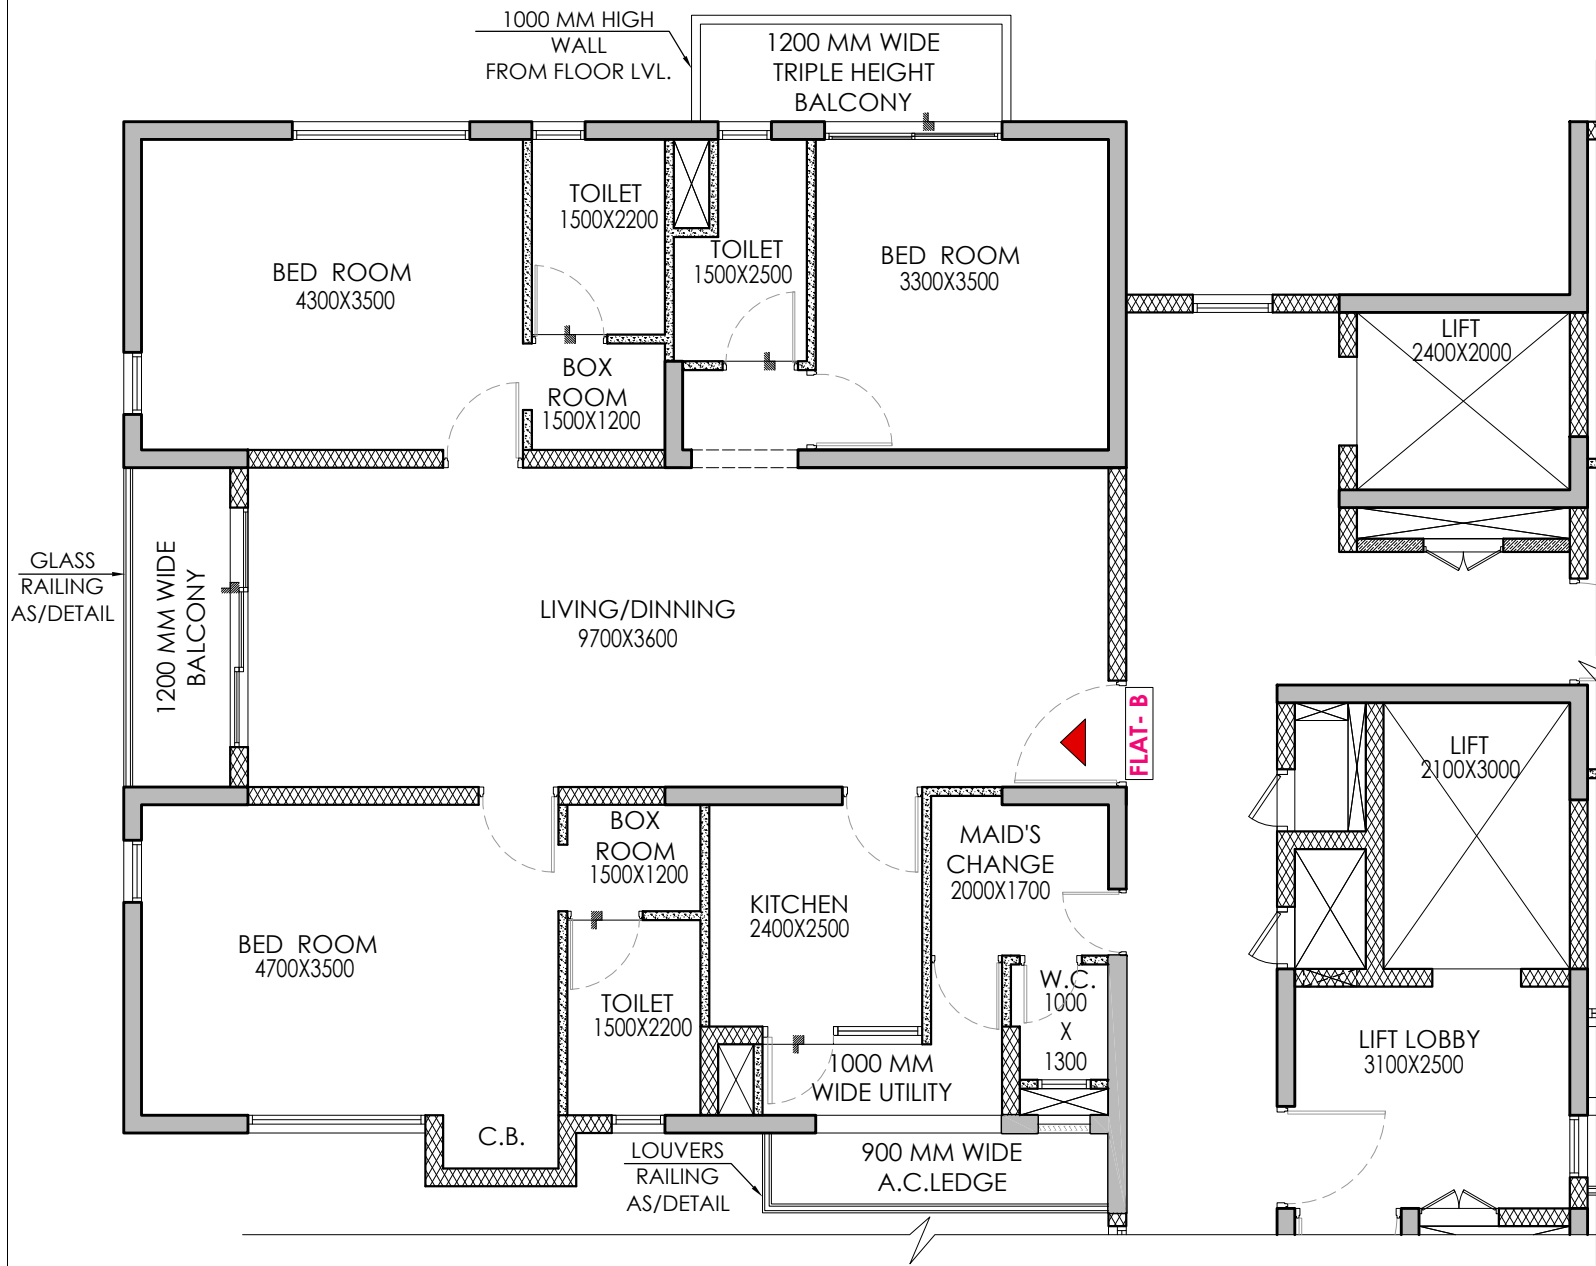 1000 MM HIGH
WALL
FROM FLOOR LVL.
1200 MM WIDE
TRIPLE HEIGHT
BALCONY
TOILET
1500X2200
TOILET
1500X2500
BED ROOM
3300X3500
BED ROOM
4300X3500
BOX
ROOM
1500X1200
LIFT
2400X2000
GLASS
RAILING
AS/DETAIL
1200 MM WIDE
BALCONY
LIVING/DINNING
9700X3600
FLAT- B
LIFT
2100X3000
BOX
ROOM
1500X1200
MAID'S
CHANGE
2000X1700
KITCHEN
2400X2500
BED ROOM
4700X3500
TOILET
1500X2200
W.C.
1000
X
1300
1000 MM
WIDE UTILITY
LIFT LOBBY
3100X2500
C.B.
LOUVERS
RAILING
AS/DETAIL
900 MM WIDE
A.C.LEDGE